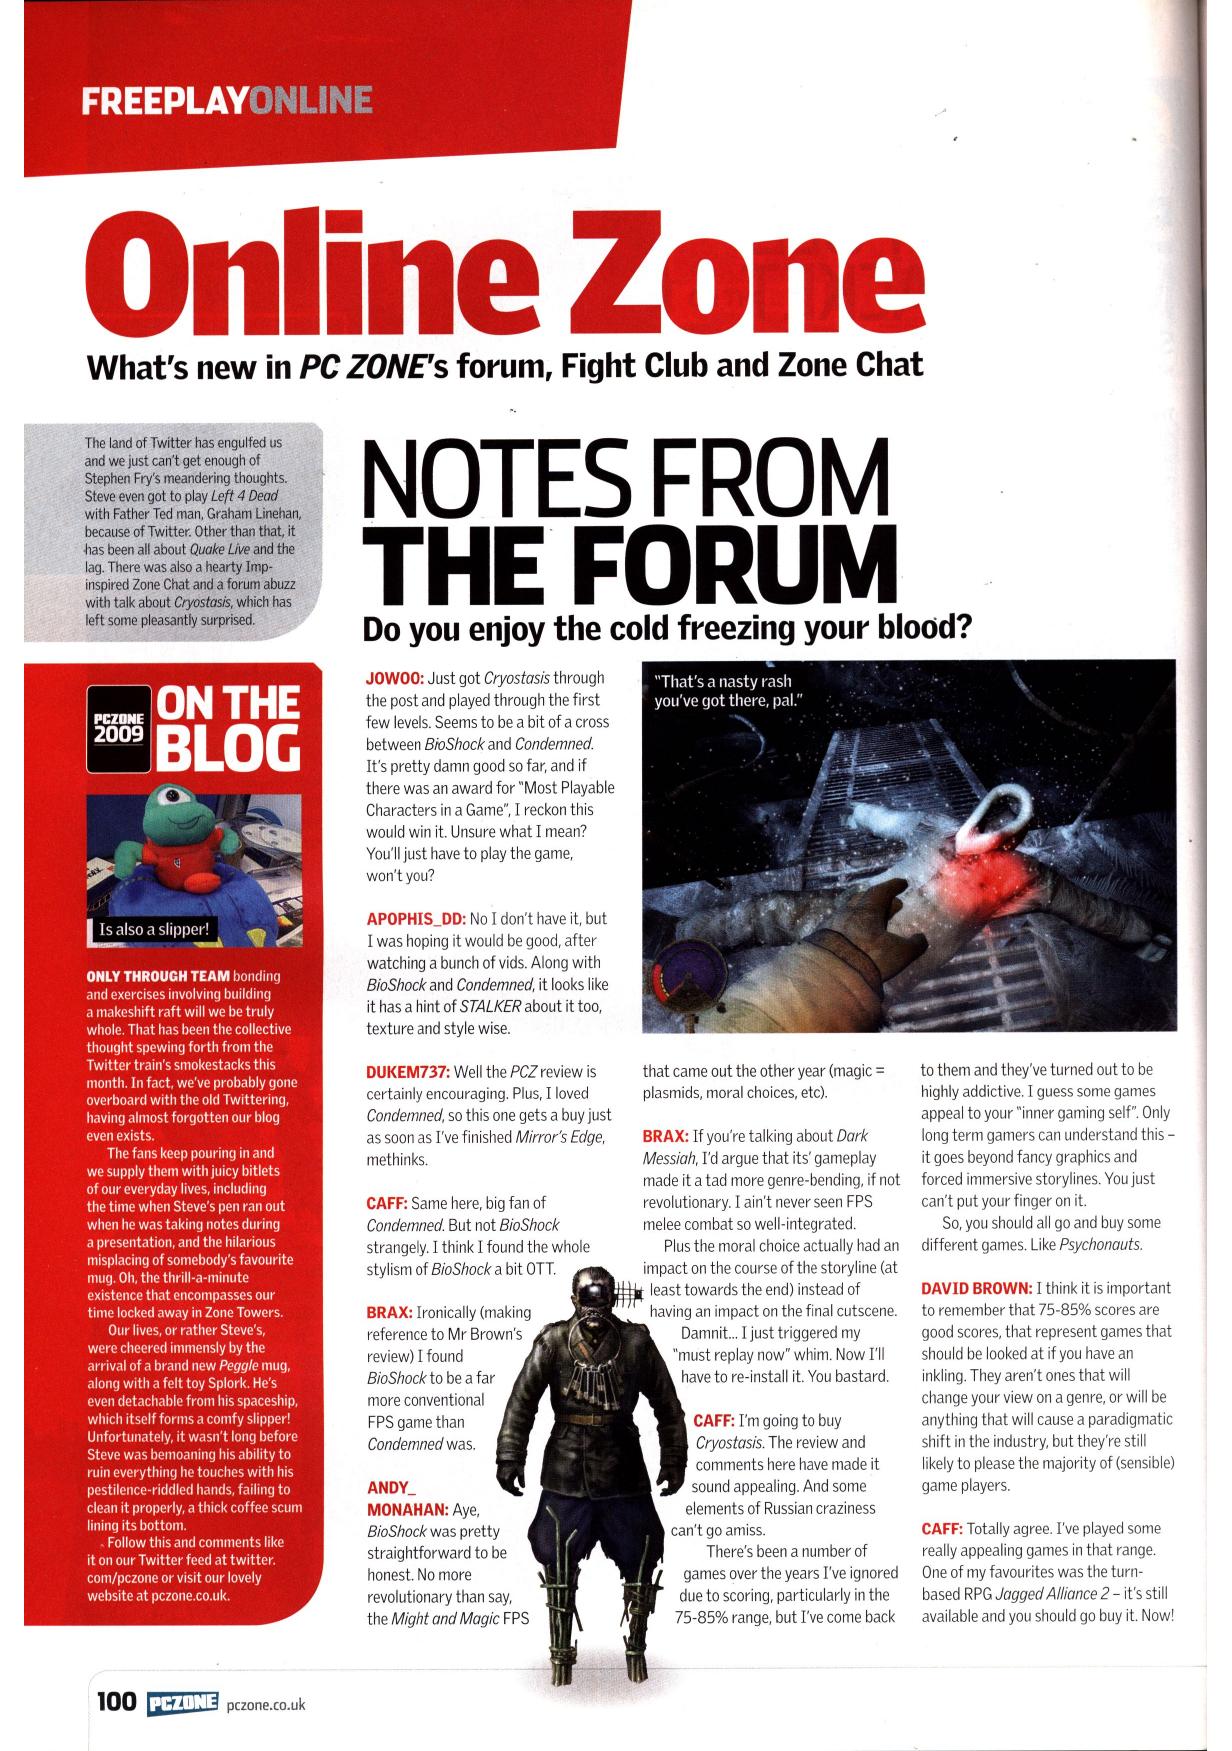 FREEPLAYONLINE
Online Zone
What's new in PC ZONE's forum, Fight Club and Zone Chat
The land of Twitter has engulfed us
and we just can't get enough of
Stephen Fry's meandering thoughts.
Steve even got to play Left 4 Dead
with Father Ted man, Graham Linehan,
because of Twitter. Other than that, it
has been all about Quake Live and the
lag. There was also a hearty Imp-
inspired Zone Chat and a forum abuzz
with talk about Cryostasis, which has
left some pleasantly surprised.
PCZONE
2009
ON THE
BLOG
Is also a slipper!
ONLY THROUGH TEAM bonding
and exercises involving building
a makeshift raft will we be truly
whole. That has been the collective
thought spewing forth from the
Twitter train's smokestacks this
month. In fact, we've probably gone
overboard with the old Twittering,
having almost forgotten our blog
even exists.
The fans keep pouring in and
we supply them with juicy bitlets
of our everyday lives, including
the time when Steve's pen ran out
when he was taking notes during
a presentation, and the hilarious
misplacing of somebody's favourite
mug. Oh, the thrill-a-minute
existence that encompasses our
time locked away in Zone Towers.
Our lives, or rather Steve's,
were cheered immensely by the
arrival of a brand new Peggle mug,
along with a felt toy Splork. He's
even detachable from his spaceship,
which itself forms a comfy slipper!
Unfortunately, it wasn't long before
Steve was bemoaning his ability to
ruin everything he touches with his
pestilence-riddled hands, failing to
clean it properly, a thick coffee scum
lining its bottom.
Follow this and comments like
it on our Twitter feed at twitter.
com/pczone or visit our lovely
website at pczone.co.uk.
NOTES FROM
THE FORUM
Do you enjoy the cold freezing your blood?
JOWOO: Just got Cryostasis through
the post and played through the first
few levels. Seems to be a bit of a cross
between BioShock and Condemned.
It's pretty damn good so far, and if
there was an award for "Most Playable
Characters in a Game", I reckon this
would win it. Unsure what I mean?
You'll just have to play the game,
won't you?
APOPHIS_DD: No I don't have it, but
I was hoping it would be good, after
watching a bunch of vids. Along with
BioShock and Condemned, it looks like
it has a hint of STALKER about it too,
texture and style wise.
DUKEM737: Well the PCZ review is
certainly encouraging. Plus, I loved
Condemned, so this one gets a buy just
as soon as I've finished Mirror's Edge,
methinks.
CAFF: Same here, big fan of
Condemned. But not BioShock
strangely. I think I found the whole
stylism of BioShock a bit OTT.
BRAX: Ironically (making
reference to Mr Brown's
review) I found
BioShock to be a far
more conventional
FPS game than
Condemned was.
ANDY_
MONAHAN: Aye,
BioShock was pretty
straightforward to be
honest. No more
revolutionary than say,
the Might and Magic FPS
"That's a nasty rash
you've got there, pal."
that came out the other year (magic =
plasmids, moral choices, etc).
BRAX: If you're talking about Dark
Messiah, I'd argue that its' gameplay
made it a tad more genre-bending, if not
revolutionary. I ain't never seen FPS
melee combat so well-integrated.
Plus the moral choice actually had an
impact on the course of the storyline (at
least towards the end) instead of
having an impact on the final cutscene.
Damnit... I just triggered my
"must replay now" whim. Now I'll
have to re-install it. You bastard.
CAFF: I'm going to buy
Cryostasis. The review and
comments here have made it
sound appealing. And some
elements of Russian craziness
can't go amiss.
There's been a number of
games over the years I've ignored
due to scoring, particularly in the
75-85% range, but I've come back
to them and they've turned out to be
highly addictive. I guess some games
appeal to your "inner gaming self". Only
long term gamers can understand this –
it goes beyond fancy graphics and
forced immersive storylines. You just
can't put your finger on it.
So, you should all go and buy some
different games. Like Psychonauts.
DAVID BROWN: I think it is important
to remember that 75-85% scores are
good scores, that represent games that
should be looked at if you have an
inkling. They aren't ones that will
change your view on a genre, or will be
anything that will cause a paradigmatic
shift in the industry, but they're still
likely to please the majority of (sensible)
game players.
CAFF: Totally agree. I've played some
really appealing games in that range.
One of my favourites was the turn-
based RPG Jagged Alliance 2 – it's still
available and you should go buy it. Now!
100 PCZONE pczone.co.uk